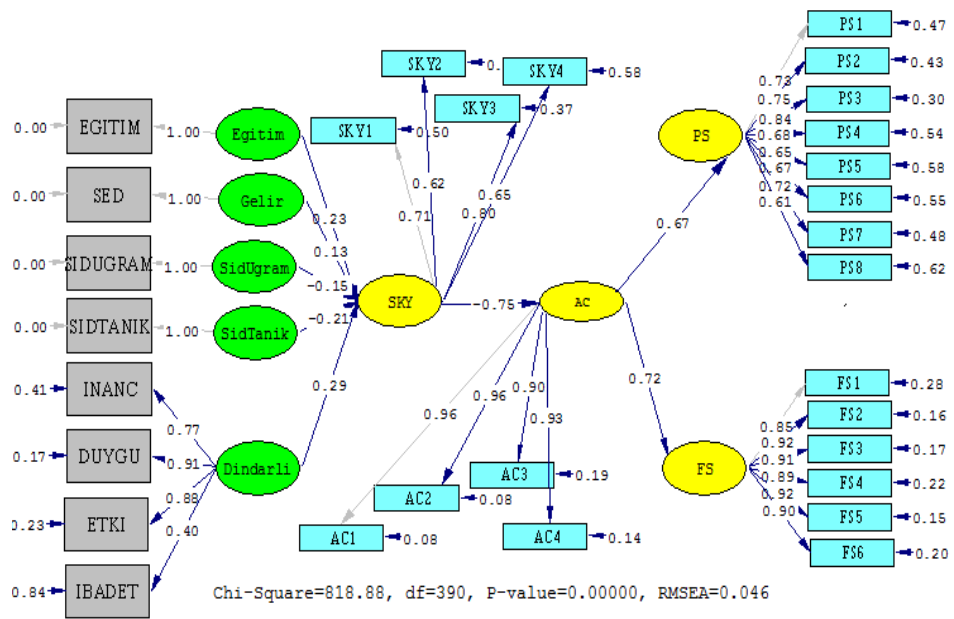 PS1 0.47
SKY2 0. SKY4 0.58
PS2 0.43
EGITIM 0.00 1.00 Egitim
SKY1 0.50 SKY3 0.37
PS3 0.30
PS
PS4 0.54
PS5 0.58
PS6 0.55
PS7 0.48
PS8 0.62
0.73
0.75
0.84
0.68
0.65
0.67
0.72
0.61
0.00 SED 1.00 Gelir
0.62
0.65
0.71
0.80
0.23
0.13
0.67
0.00 SIDUGRAM 1.00 SidUgram
-0.15
SKY -0.75 AC
-0.21
0.00 SIDTANIK 1.00 SidTanik
0.41 INANC
0.29
0.72
0.77
0.17 DUYGU
0.91
Dindarli
0.88
0.23 ETKI
0.40
0.84 IBADET
0.96
0.96
0.90
0.93
AC3 0.19
AC2 0.08
AC1 0.08
AC4 0.14
FS
FS1 0.28
FS2 0.16
FS3 0.17
FS4 0.22
FS5 0.15
FS6 0.20
0.85
0.92
0.91
0.89
0.92
0.90
Chi-Square=818.88, df=390, P-value=0.00000, RMSEA=0.046